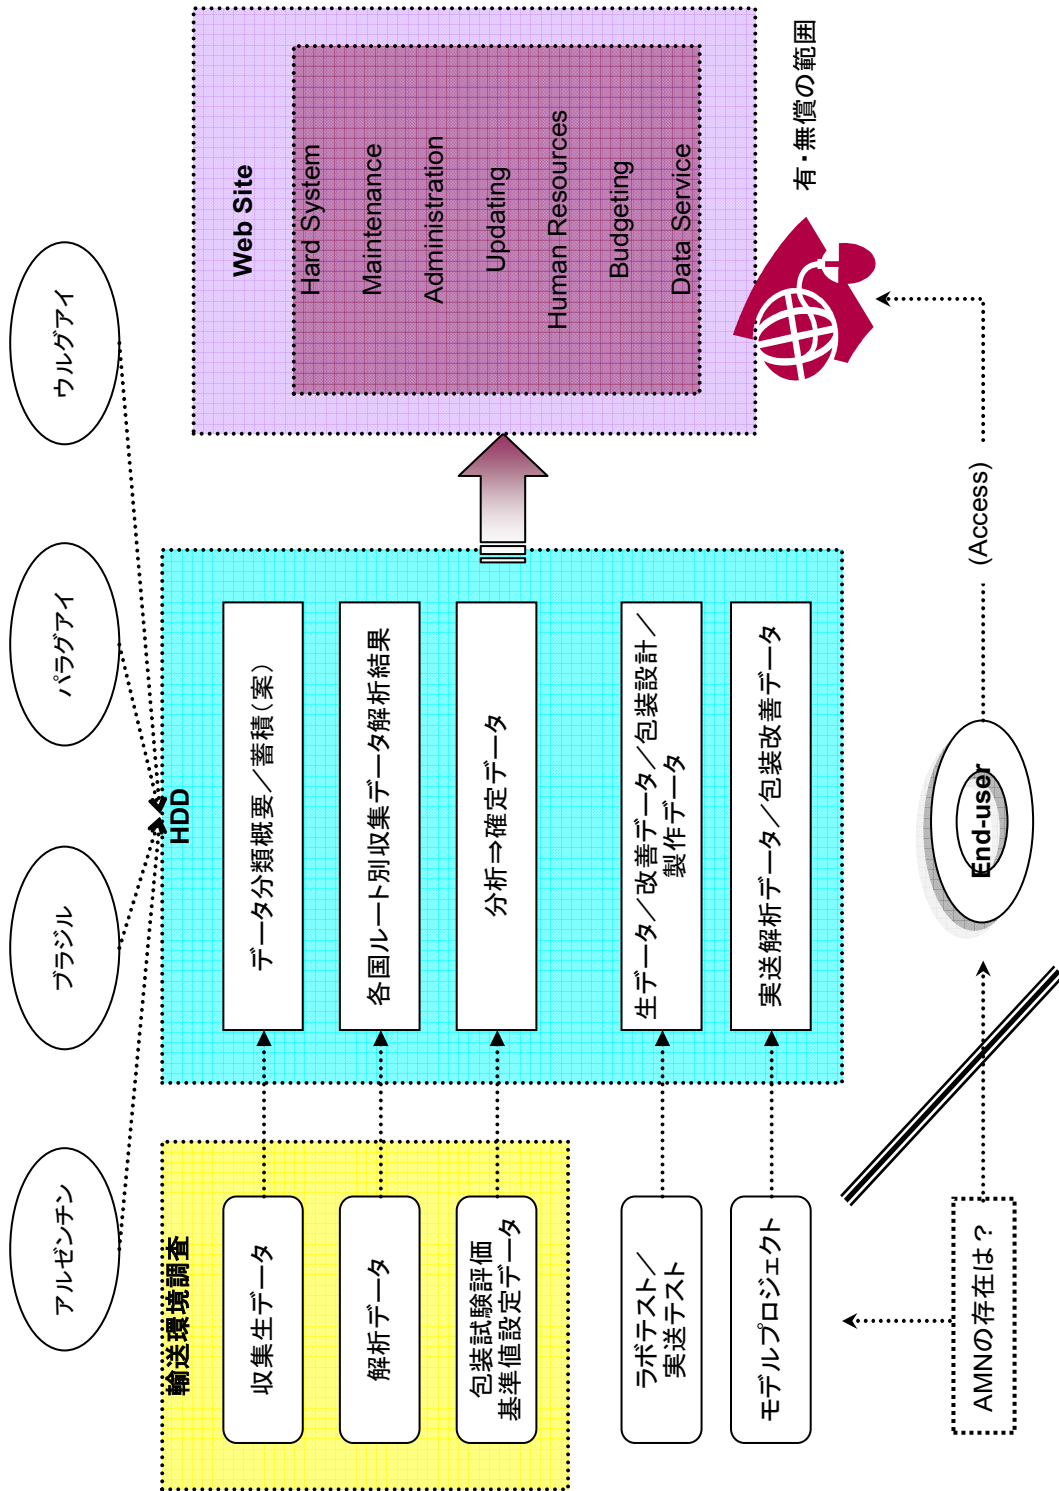 アルゼンチン
ブラジル
パラグアイ
ウルグアイ
輸送環境調査
収集生データ
解析データ
包装試験評価
基準値設定データ
ラボテスト／
実送テスト
モデルプロジェクト
AMNの存在は？
HDD
データ分類概要／蓄積（案）
各国ルート別収集データ解析結果
分析⇒確定データ
生データ／改善データ／包装設計／
製作データ
実送解析データ／包装改善データ
End-user
(Access)
Web Site
Hard System
Maintenance
Administration
Updating
Human Resources
Budgeting
Data Service
有・無償の範囲